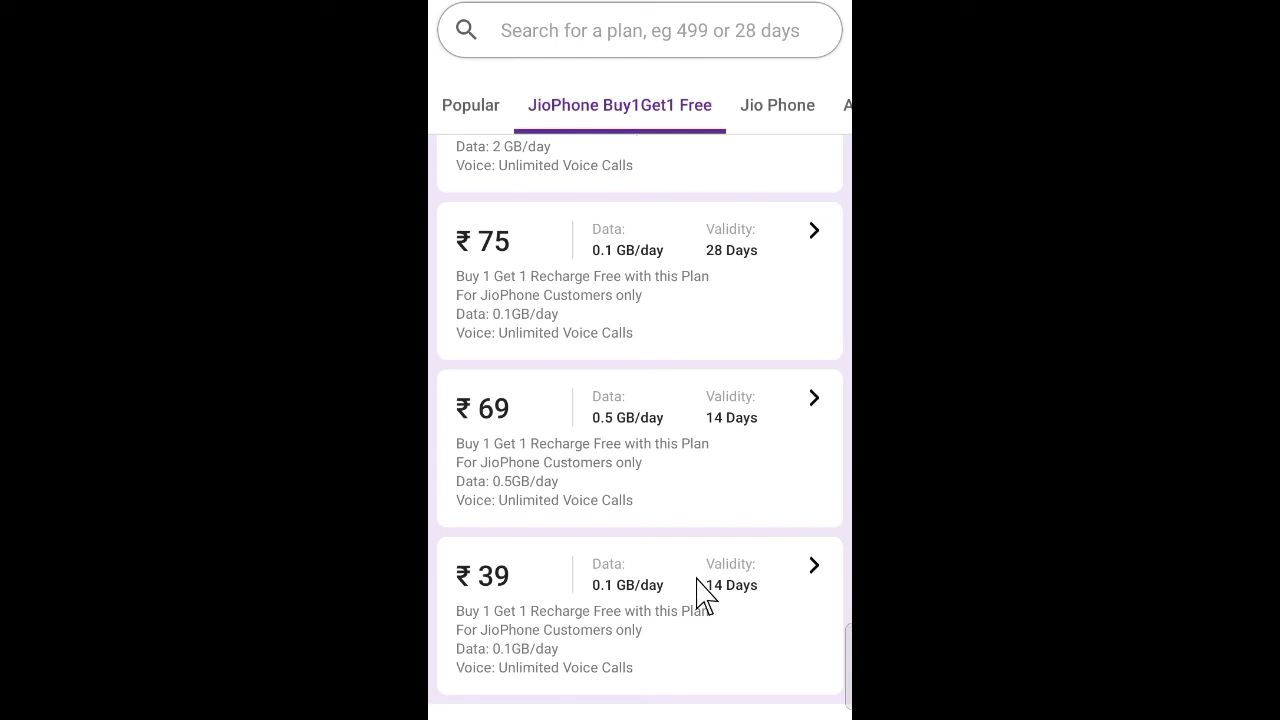 Search for a plan, eg 499 or 28 days
Popular JioPhone Buy1Get1 Free Jio Phone A
Data: 2 GB/day
Voice: Unlimited Voice Calls
₹ 75 Data: Validity:
0.1 GB/day 28 Days
Buy 1 Get 1 Recharge Free with this Plan
For JioPhone Customers only
Data: 0.1GB/day
Voice: Unlimited Voice Calls
₹ 69 Data: Validity:
0.5 GB/day 14 Days
Buy 1 Get 1 Recharge Free with this Plan
For JioPhone Customers only
Data: 0.5GB/day
Voice: Unlimited Voice Calls
₹ 39 Data: Validity:
0.1 GB/day 14 Days
Buy 1 Get 1 Recharge Free with this Plan
For JioPhone Customers only
Data: 0.1GB/day
Voice: Unlimited Voice Calls